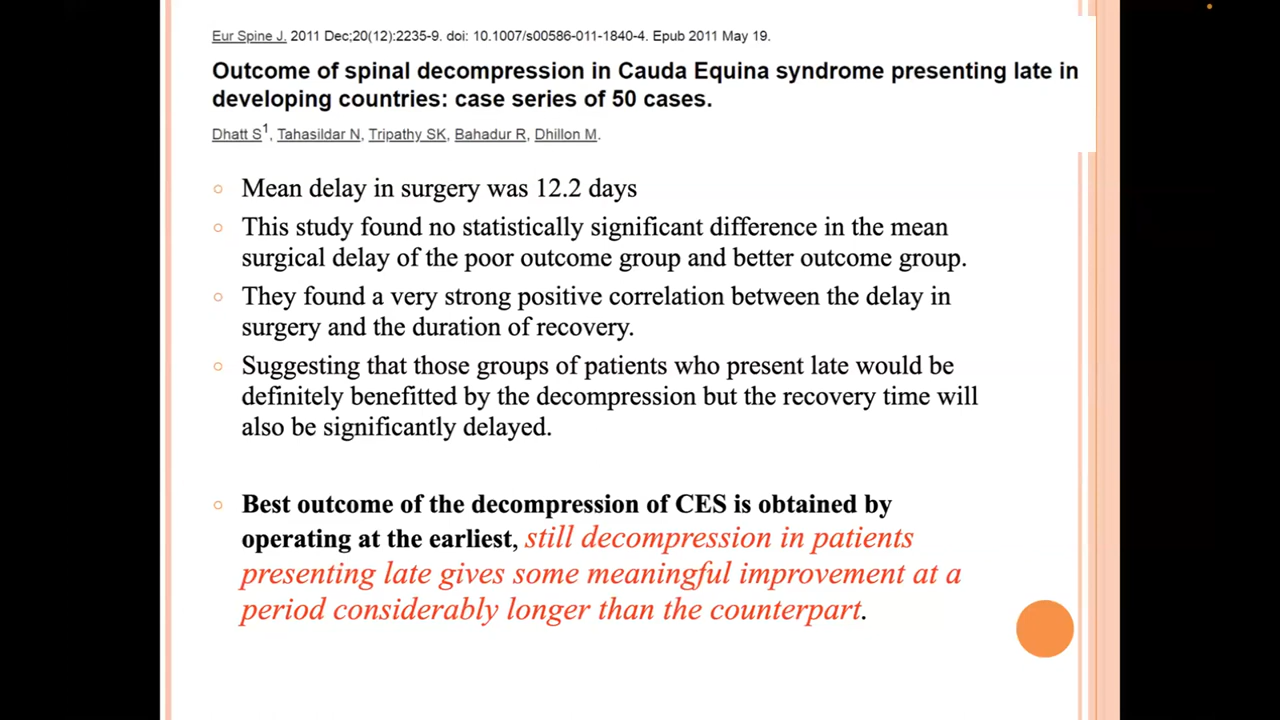 Eur Spine J. 2011 Dec;20(12):2235-9. doi: 10.1007/s00586-011-1840-4. Epub 2011 May 19.
Outcome of spinal decompression in Cauda Equina syndrome presenting late in
developing countries: case series of 50 cases.
Dhatt S1, Tahasildar N, Tripathy SK, Bahadur R, Dhillon M.
Mean delay in surgery was 12.2 days
This study found no statistically significant difference in the mean
surgical delay of the poor outcome group and better outcome group.
They found a very strong positive correlation between the delay in
surgery and the duration of recovery.
Suggesting that those groups of patients who present late would be
definitely benefitted by the decompression but the recovery time will
also be significantly delayed.
Best outcome of the decompression of CES is obtained by
operating at the earliest, still decompression in patients
presenting late gives some meaningful improvement at a
period considerably longer than the counterpart.